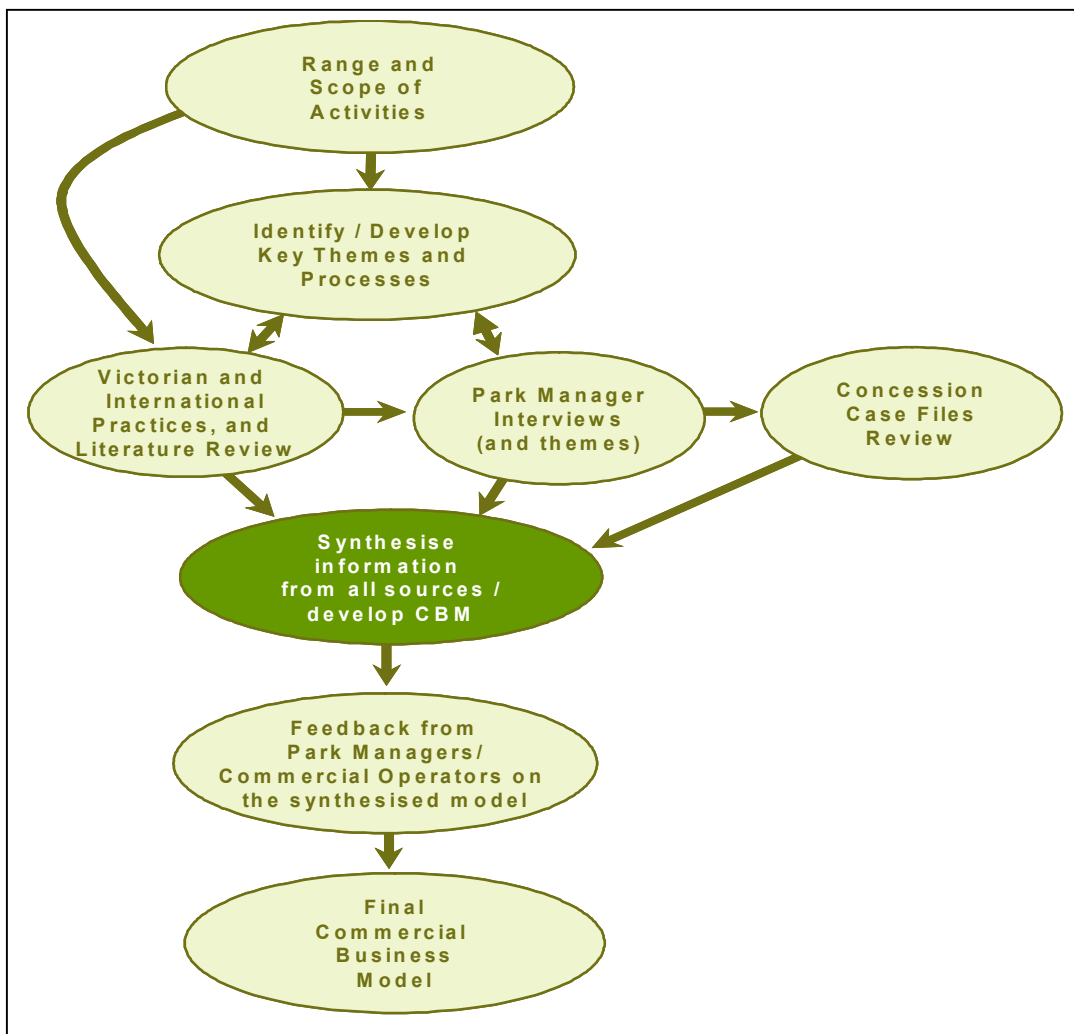 Range and
Scope of
Activities
Identify / Develop
Key Themes and
Processes
Victorian and
International
Practices, and
Literature Review
Park Manager
Interviews
(and themes)
Concession
Case Files
Review
Synthesise
information
from all sources /
develop CBM
Feedback from
Park Managers/
Commercial Operators on
the synthesised model
Final
Commercial
Business
Model